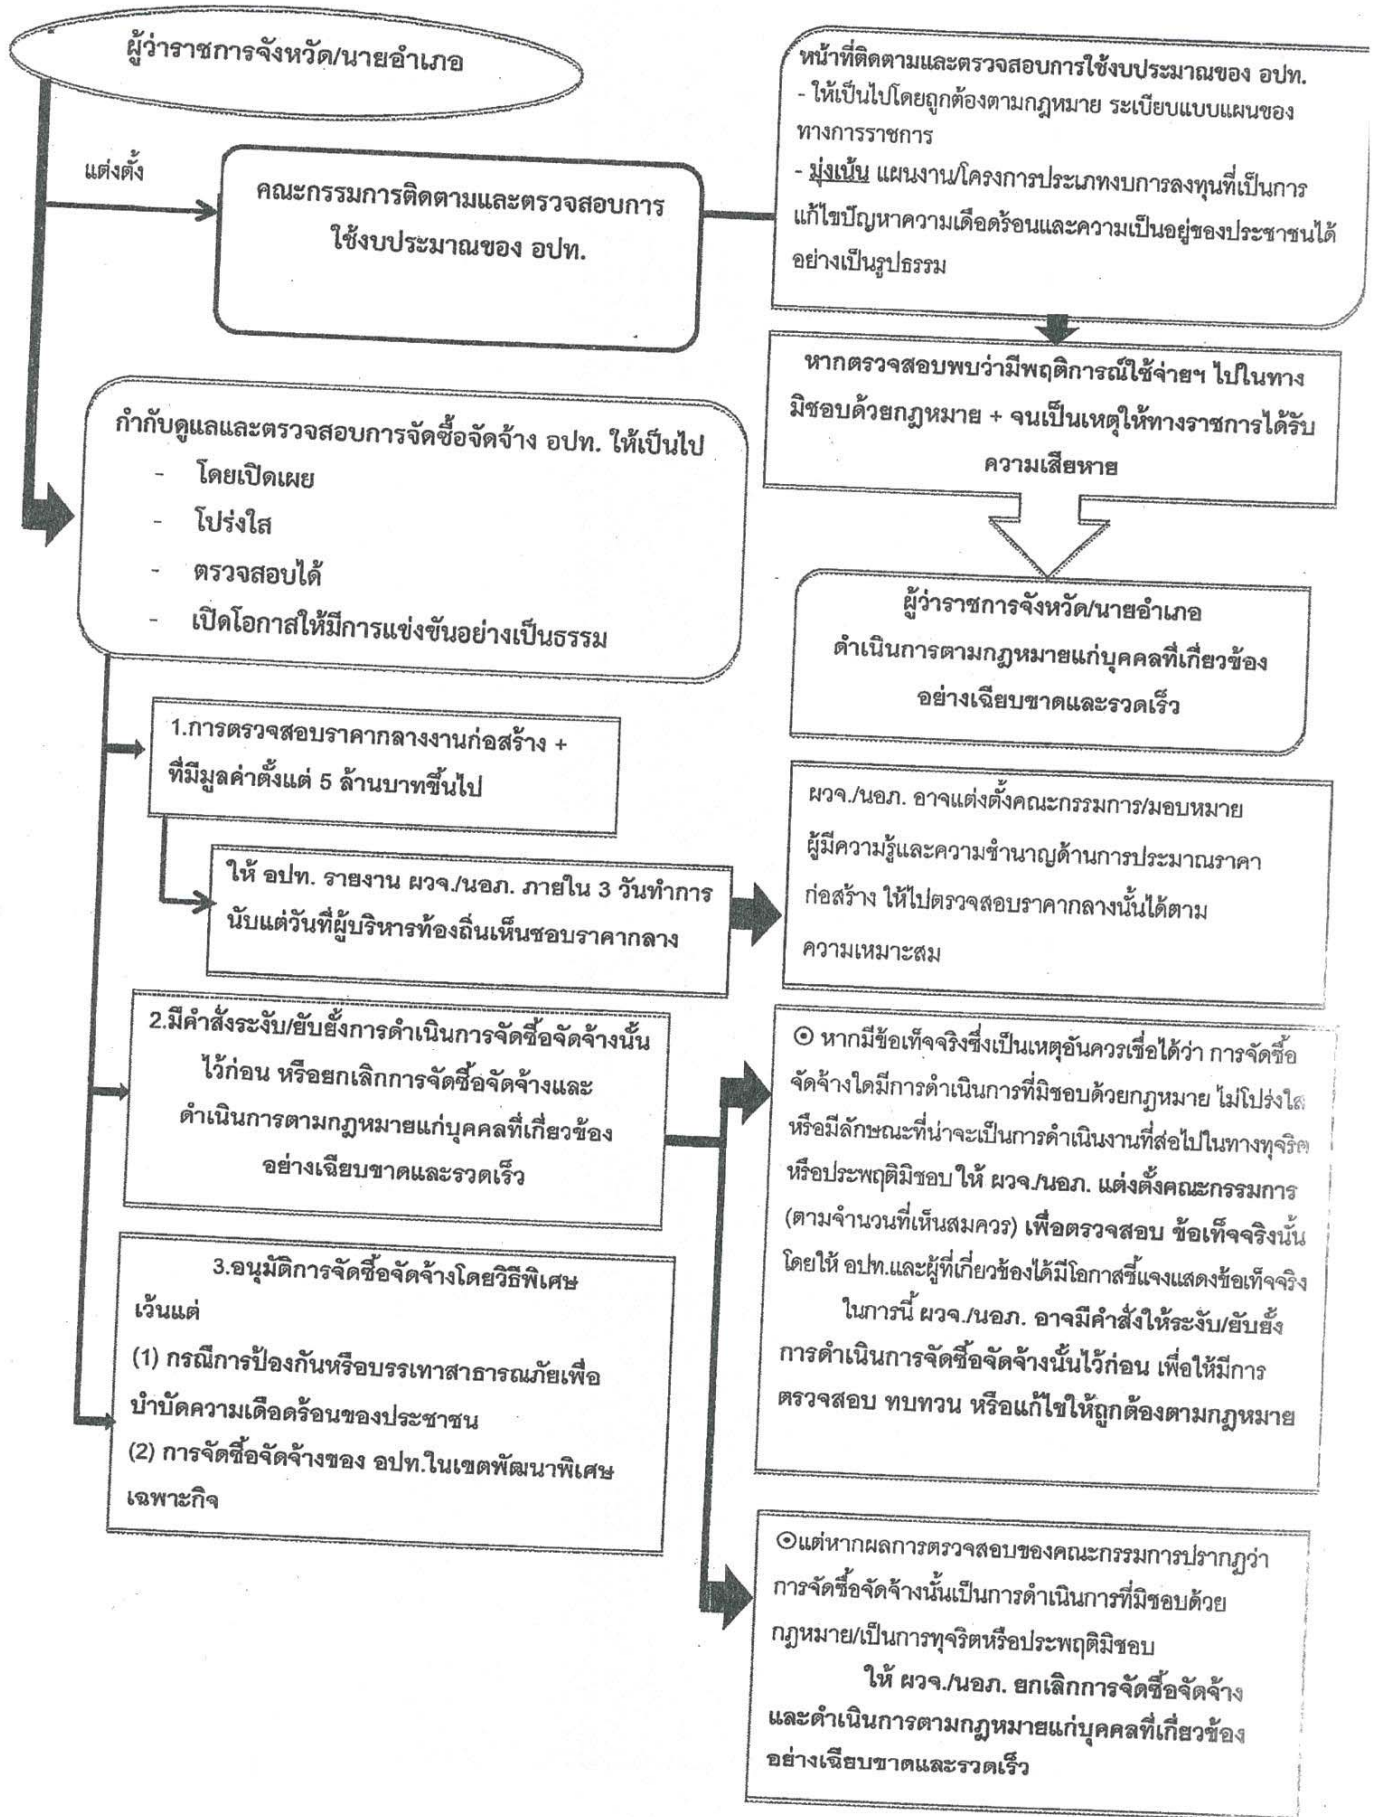 ผู้ว่าราชการจังหวัด/นายอำเภอ
แต่งตั้ง
คณะกรรมการติดตามและตรวจสอบการ
ใช้งบประมาณของ อปท.
หน้าที่ติดตามและตรวจสอบการใช้งบประมาณของ อปท.
- ให้เป็นไปโดยถูกต้องตามกฎหมาย ระเบียบแบบแผนของ
ทางการราชการ
- มุ่งเน้น แผนงาน/โครงการประเภทงบการลงทุนที่เป็นการ
แก้ไขปัญหาความเดือดร้อนและความเป็นอยู่ของประชาชนได้
อย่างเป็นรูปธรรม
หากตรวจสอบพบว่ามีพฤติการณ์ใช้จ่ายฯ ไปในทาง
มิชอบด้วยกฎหมาย + จนเป็นเหตุให้ทางราชการได้รับ
ความเสียหาย
ผู้ว่าราชการจังหวัด/นายอำเภอ
ดำเนินการตามกฎหมายแก่บุคคลที่เกี่ยวข้อง
อย่างเฉียบขาดและรวดเร็ว
กำกับดูแลและตรวจสอบการจัดซื้อจัดจ้าง อปท. ให้เป็นไป
- โดยเปิดเผย
- โปร่งใส
- ตรวจสอบได้
- เปิดโอกาสให้มีการแข่งขันอย่างเป็นธรรม
1.การตรวจสอบราคากลางงานก่อสร้าง +
ที่มีมูลค่าตั้งแต่ 5 ล้านบาทขึ้นไป
ให้ อปท. รายงาน ผวจ./นอภ. ภายใน 3 วันทำการ
นับแต่วันที่ผู้บริหารท้องถิ่นเห็นชอบราคากลาง
ผวจ./นอภ. อาจแต่งตั้งคณะกรรมการ/มอบหมาย
ผู้มีความรู้และความชำนาญด้านการประมาณราคา
ก่อสร้าง ให้ไปตรวจสอบราคากลางนั้นได้ตาม
ความเหมาะสม
2.มีคำสั่งระงับ/ยับยั้งการดำเนินการจัดซื้อจัดจ้างนั้น
ไว้ก่อน หรือยกเลิกการจัดซื้อจัดจ้างและ
ดำเนินการตามกฎหมายแก่บุคคลที่เกี่ยวข้อง
อย่างเฉียบขาดและรวดเร็ว
⊙ หากมีข้อเท็จจริงซึ่งเป็นเหตุอันควรเชื่อได้ว่า การจัดซื้อ
จัดจ้างใดมีการดำเนินการที่มิชอบด้วยกฎหมาย ไม่โปร่งใส
หรือมีลักษณะที่น่าจะเป็นการดำเนินงานที่ส่อไปในทางทุจริต
หรือประพฤติมิชอบ ให้ ผวจ./นอภ. แต่งตั้งคณะกรรมการ
(ตามจำนวนที่เห็นสมควร) เพื่อตรวจสอบ ข้อเท็จจริงนั้น
โดยให้ อปท.และผู้ที่เกี่ยวข้องได้มีโอกาสชี้แจงแสดงข้อเท็จจริง
ในการนี้ ผวจ./นอภ. อาจมีคำสั่งให้ระงับ/ยับยั้ง
การดำเนินการจัดซื้อจัดจ้างนั้นไว้ก่อน เพื่อให้มีการ
ตรวจสอบ ทบทวน หรือแก้ไขให้ถูกต้องตามกฎหมาย
3.อนุมัติการจัดซื้อจัดจ้างโดยวิธีพิเศษ
เว้นแต่
(1) กรณีการป้องกันหรือบรรเทาสาธารณภัยเพื่อ
บำบัดความเดือดร้อนของประชาชน
(2) การจัดซื้อจัดจ้างของ อปท.ในเขตพัฒนาพิเศษ
เฉพาะกิจ
⊙แต่หากผลการตรวจสอบของคณะกรรมการปรากฏว่า
การจัดซื้อจัดจ้างนั้นเป็นการดำเนินการที่มิชอบด้วย
กฎหมาย/เป็นการทุจริตหรือประพฤติมิชอบ
ให้ ผวจ./นอภ. ยกเลิกการจัดซื้อจัดจ้าง
และดำเนินการตามกฎหมายแก่บุคคลที่เกี่ยวข้อง
อย่างเฉียบขาดและรวดเร็ว